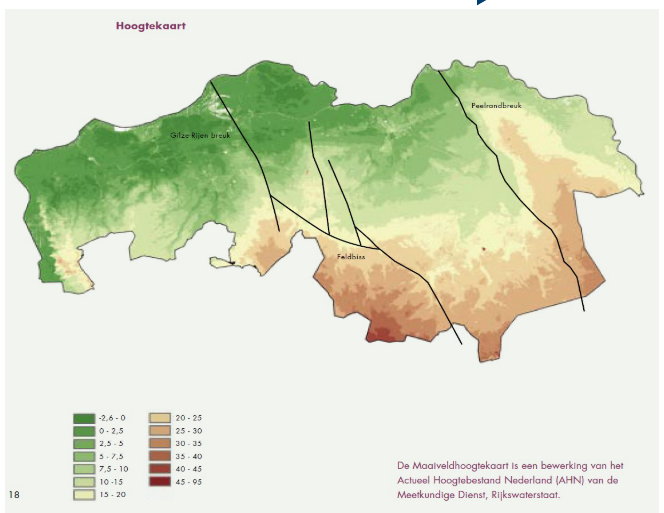 Hoogtekaart
Peelrandbreuk
Gilze Rijen breuk
Feldbiss
-2,6 - 0
0 - 2,5
2,5 - 5
5 - 7,5
7,5 - 10
10 -15
15 - 20
20 - 25
25 - 30
30 - 35
35 - 40
40 - 45
45 - 95
De Maaiveldhoogtekaart is een bewerking van het
Actueel Hoogtebestand Nederland (AHN) van de
Meetkundige Dienst, Rijkswaterstaat.
18